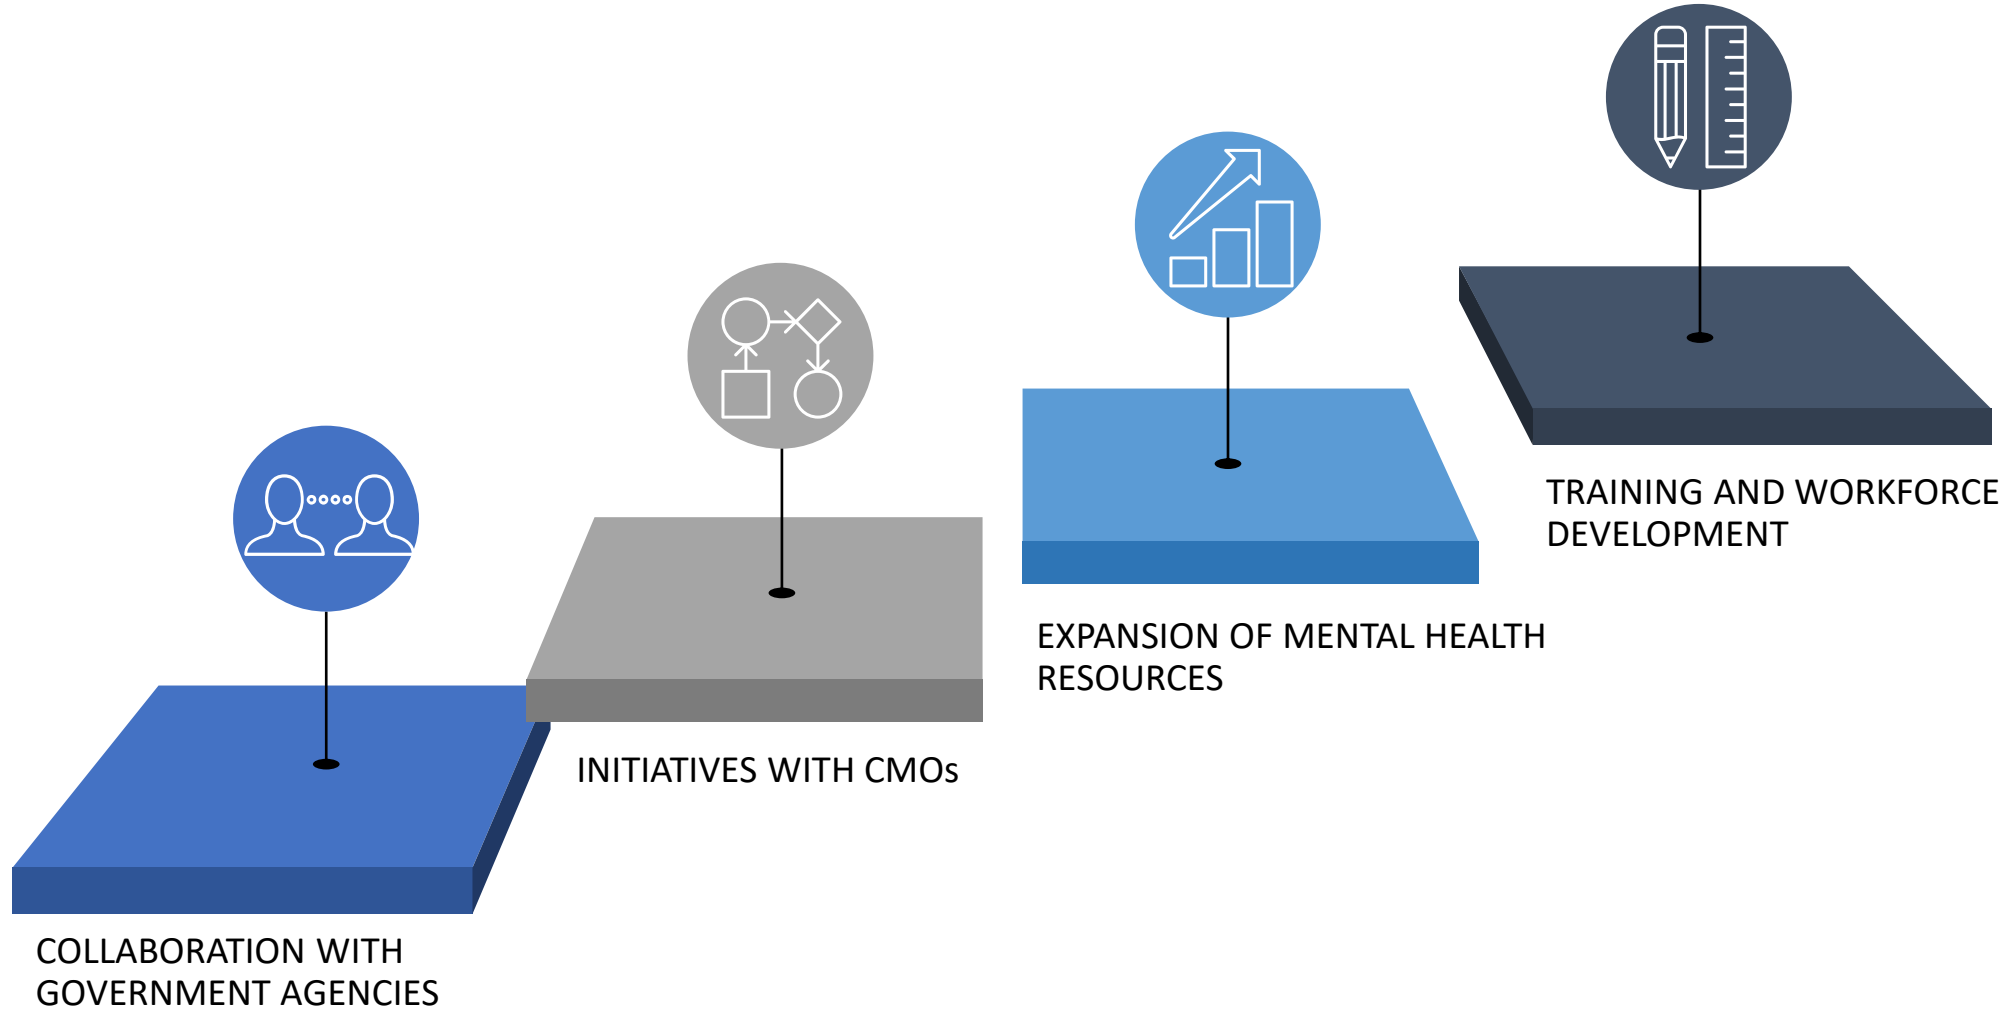 COLLABORATION WITH
GOVERNMENT AGENCIES
INITIATIVES WITH CMOs
EXPANSION OF MENTAL HEALTH
RESOURCES
TRAINING AND WORKFORCE
DEVELOPMENT